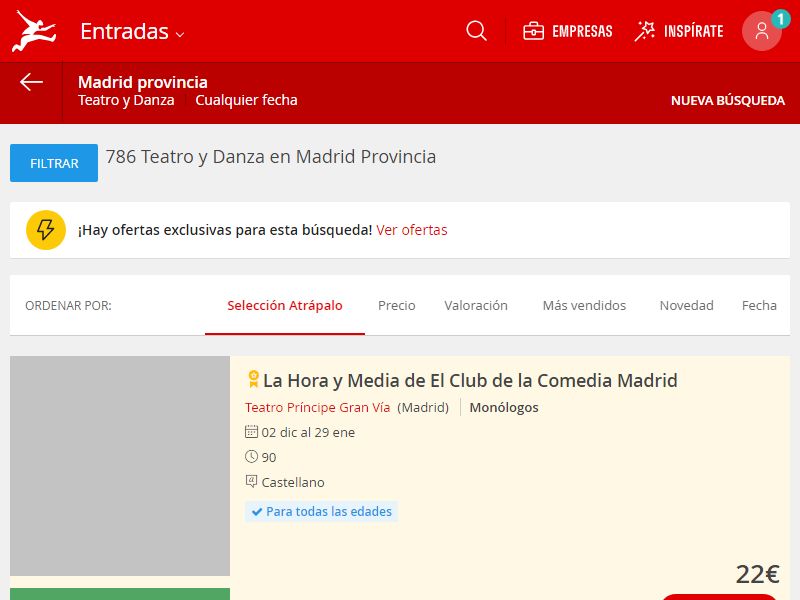 Entradas
EMPRESAS
INSPÍRATE
1
Madrid provincia
Teatro y Danza Cualquier fecha
NUEVA BÚSQUEDA
FILTRAR
786 Teatro y Danza en Madrid Provincia
¡Hay ofertas exclusivas para esta búsqueda! Ver ofertas
ORDENAR POR: Selección Atrápalo Precio Valoración Más vendidos Novedad Fecha
La Hora y Media de El Club de la Comedia Madrid
Teatro Príncipe Gran Vía (Madrid) Monólogos
02 dic al 29 ene
90
Castellano
Para todas las edades
22€